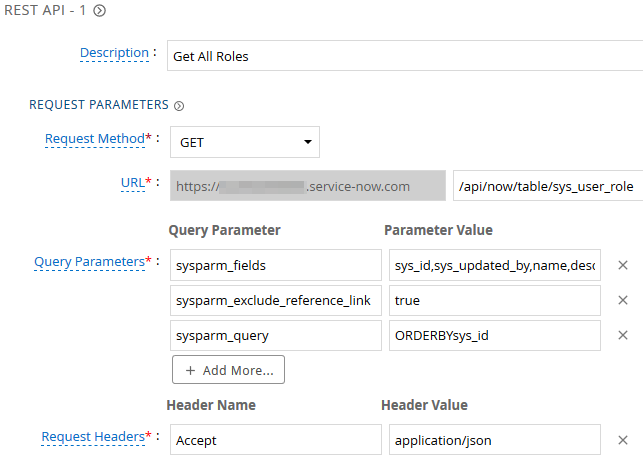 REST API - 1
Description :
Get All Roles
REQUEST PARAMETERS
Request Method* :
GET
URL* :
https:// .service-now.com
/api/now/table/sys_user_role
Query Parameter Parameter Value
Query Parameters* :
sysparm_fields sys_id,sys_updated_by,name,desc
sysparm_exclude_reference_link true
sysparm_query ORDERBYsys_id
+ Add More...
Header Name Header Value
Request Headers* :
Accept application/json